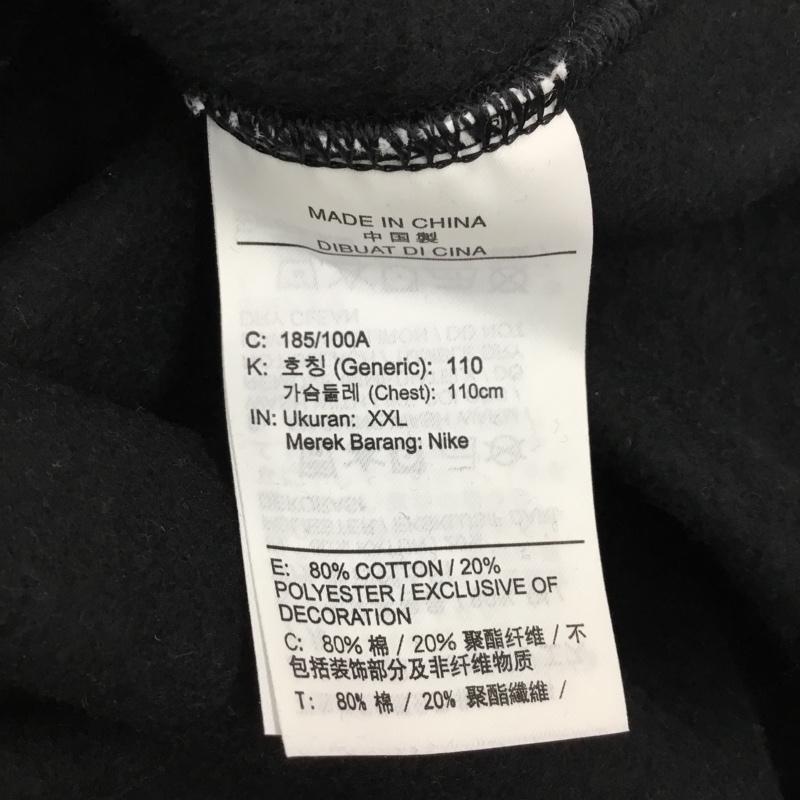 MADE IN CHINA
中国製
DIBUAT DI CINA
C: 185/100A
K: 호칭 (Generic): 110
가슴둘레 (Chest): 110cm
IN: Ukuran: XXL
Merek Barang: Nike
E: 80% COTTON / 20%
POLYESTER / EXCLUSIVE OF
DECORATION
C: 80% 棉 / 20% 聚酯纤维 / 不
包括装饰部分及非纤维物质
T: 80% 棉 / 20% 聚酯纖維 /